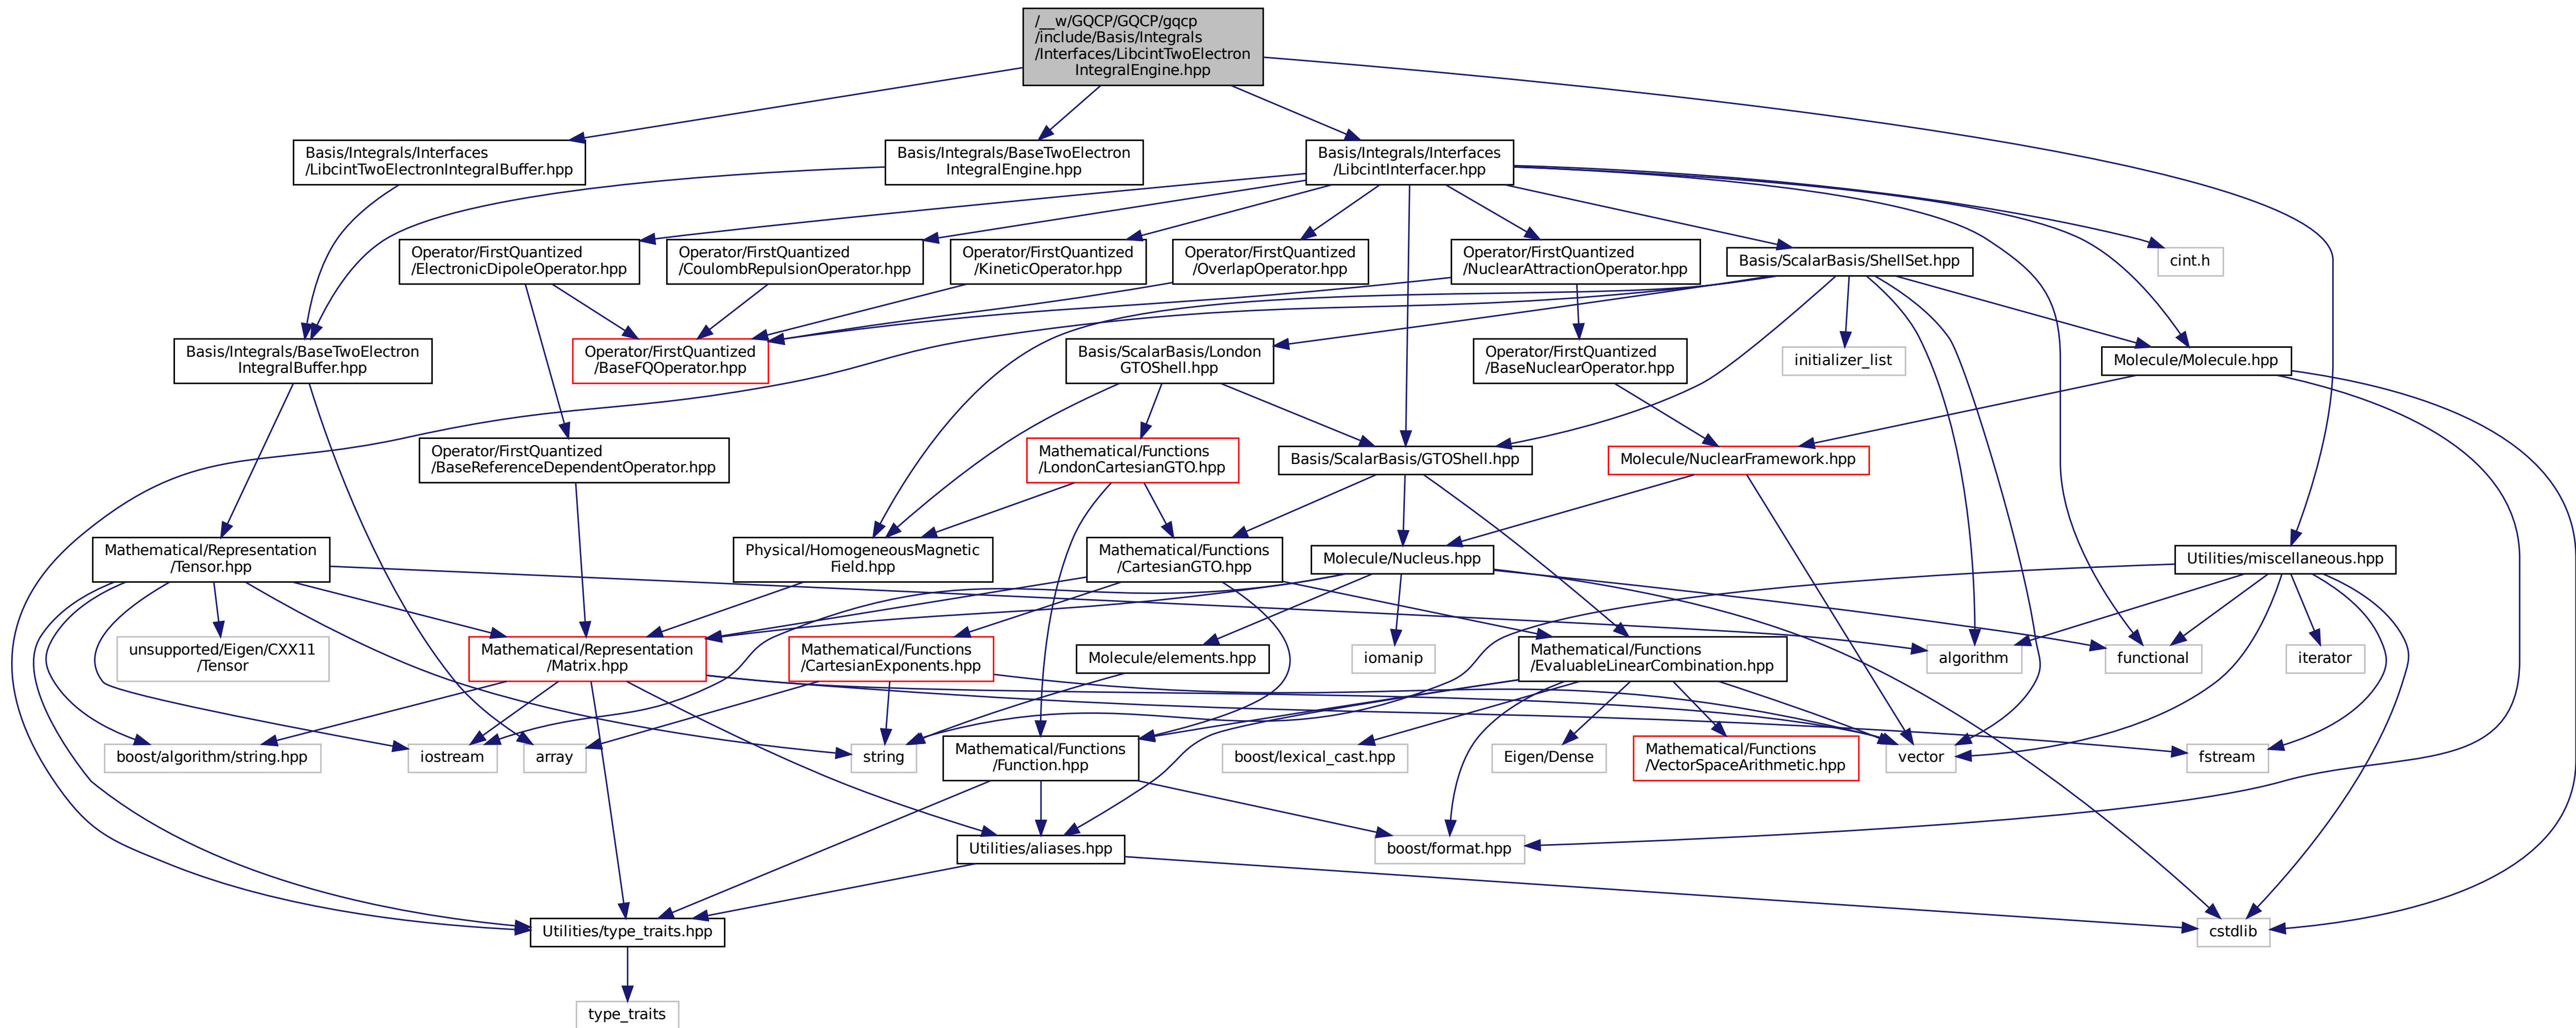 /__w/GQCP/GQCP/gqcp
/include/Basis/Integrals
/Interfaces/LibcintTwoElectron
IntegralEngine.hpp
Basis/Integrals/Interfaces
/LibcintTwoElectronIntegralBuffer.hpp
Basis/Integrals/BaseTwoElectron
IntegralEngine.hpp
Basis/Integrals/Interfaces
/LibcintInterfacer.hpp
Operator/FirstQuantized
/ElectronicDipoleOperator.hpp
Operator/FirstQuantized
/CoulombRepulsionOperator.hpp
Operator/FirstQuantized
/KineticOperator.hpp
Operator/FirstQuantized
/OverlapOperator.hpp
Operator/FirstQuantized
/NuclearAttractionOperator.hpp
Basis/ScalarBasis/ShellSet.hpp
cint.h
Basis/Integrals/BaseTwoElectron
IntegralBuffer.hpp
Operator/FirstQuantized
/BaseFQOperator.hpp
Basis/ScalarBasis/London
GTOShell.hpp
Operator/FirstQuantized
/BaseNuclearOperator.hpp
initializer_list
Molecule/Molecule.hpp
Operator/FirstQuantized
/BaseReferenceDependentOperator.hpp
Mathematical/Functions
/LondonCartesianGTO.hpp
Basis/ScalarBasis/GTOShell.hpp
Molecule/NuclearFramework.hpp
Mathematical/Representation
/Tensor.hpp
Physical/HomogeneousMagnetic
Field.hpp
Mathematical/Functions
/CartesianGTO.hpp
Molecule/Nucleus.hpp
Utilities/miscellaneous.hpp
unsupported/Eigen/CXX11
/Tensor
Mathematical/Representation
/Matrix.hpp
Mathematical/Functions
/CartesianExponents.hpp
Molecule/elements.hpp
iomanip
Mathematical/Functions
/EvaluableLinearCombination.hpp
algorithm
functional
iterator
boost/algorithm/string.hpp
iostream
array
string
Mathematical/Functions
/Function.hpp
boost/lexical_cast.hpp
Eigen/Dense
Mathematical/Functions
/VectorSpaceArithmetic.hpp
vector
fstream
Utilities/aliases.hpp
boost/format.hpp
Utilities/type_traits.hpp
cstdlib
type_traits